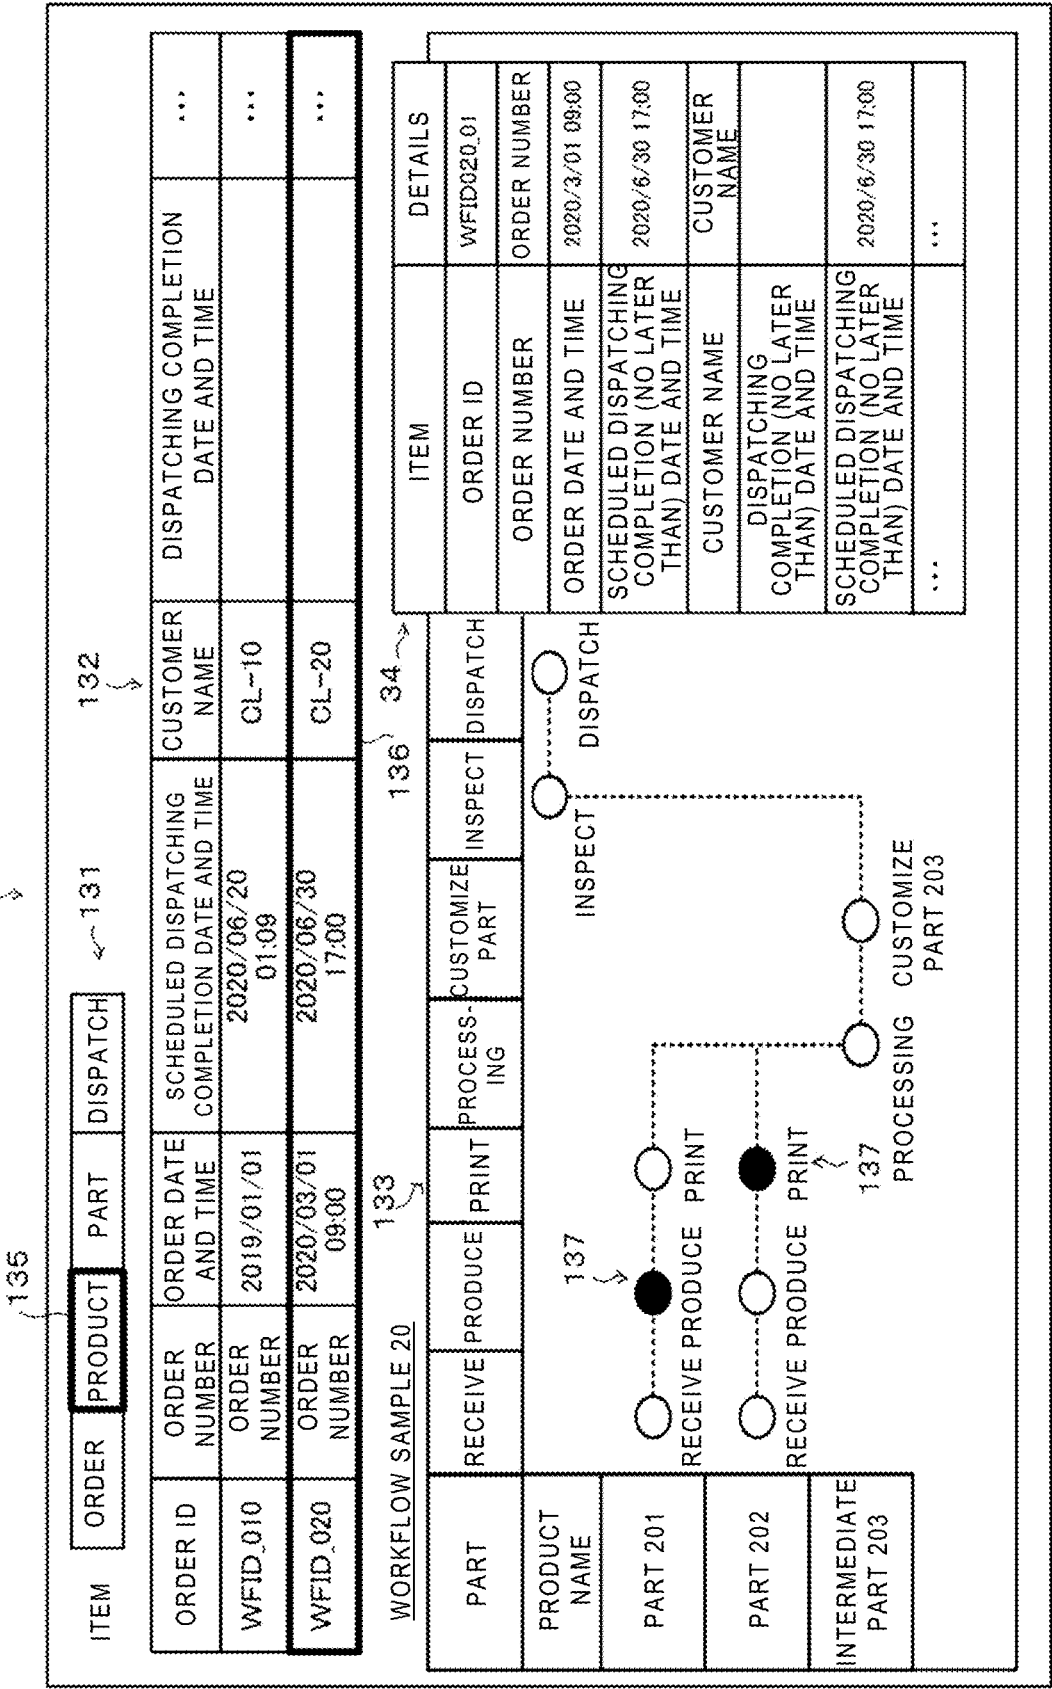 135
131
132
ITEM
ORDER
PRODUCT
PART
DISPATCH
ORDER ID
ORDER
NUMBER
ORDER DATE
AND TIME
SCHEDULED DISPATCHING
COMPLETION DATE AND TIME
CUSTOMER
NAME
DISPATCHING COMPLETION
DATE AND TIME
...
WFID_010
ORDER
NUMBER
2019/01/01
2020/06/20
01:09
CL-10
...
WFID_020
ORDER
NUMBER
2020/03/01
09:00
2020/06/30
17:00
CL-20
...
136
133
34
WORKFLOW SAMPLE 20
PART
RECEIVE
PRODUCE
PRINT
PROCESS-
ING
CUSTOMIZE
PART
INSPECT
DISPATCH
PRODUCT
NAME
INSPECT
DISPATCH
PART 201
137
RECEIVE
PRODUCE
PRINT
PART 202
RECEIVE
PRODUCE
PRINT
137
INTERMEDIATE
PART 203
PROCESSING
CUSTOMIZE
PART 203
ITEM
DETAILS
ORDER ID
WFID020_01
ORDER NUMBER
ORDER NUMBER
ORDER DATE AND TIME
2020/3/01 09:00
SCHEDULED DISPATCHING
COMPLETION (NO LATER
THAN) DATE AND TIME
2020/6/30 17:00
CUSTOMER NAME
CUSTOMER
NAME
DISPATCHING
COMPLETION (NO LATER
THAN) DATE AND TIME
SCHEDULED DISPATCHING
COMPLETION (NO LATER
THAN) DATE AND TIME
2020/6/30 17:00
...
...